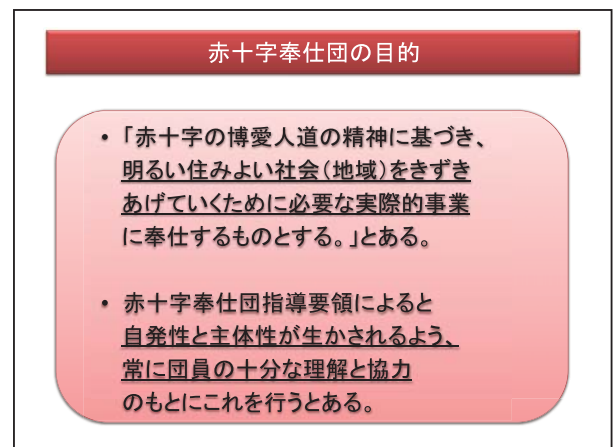 赤十字奉仕団の目的
• 「赤十字の博愛人道の精神に基づき、
明るい住みよい社会(地域)をきずき
あげていくために必要な実際的事業
に奉仕するものとする。」とある。
• 赤十字奉仕団指導要領によると
自発性と主体性が生かされるよう、
常に団員の十分な理解と協力
のもとにこれを行うとある。